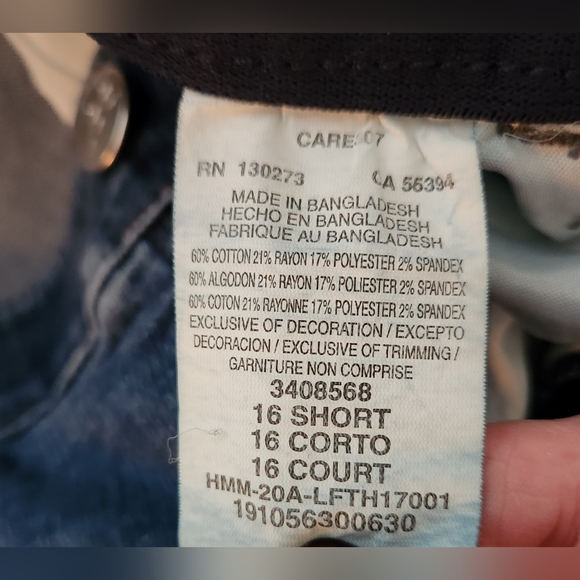 CARE 07
RN 130273 CA 56394
MADE IN BANGLADESH
HECHO EN BANGLADESH
FABRIQUE AU BANGLADESH
60% COTTON 21% RAYON 17% POLYESTER 2% SPANDEX
60% ALGODON 21% RAYON 17% POLIESTER 2% SPANDEX
60% COTON 21% RAYONNE 17% POLYESTER 2% SPANDEX
EXCLUSIVE OF DECORATION / EXCEPTO
DECORACION / EXCLUSIVE OF TRIMMING /
GARNITURE NON COMPRISE
3408568
16 SHORT
16 CORTO
16 COURT
HMM-20A-LFTH17001
191056300630